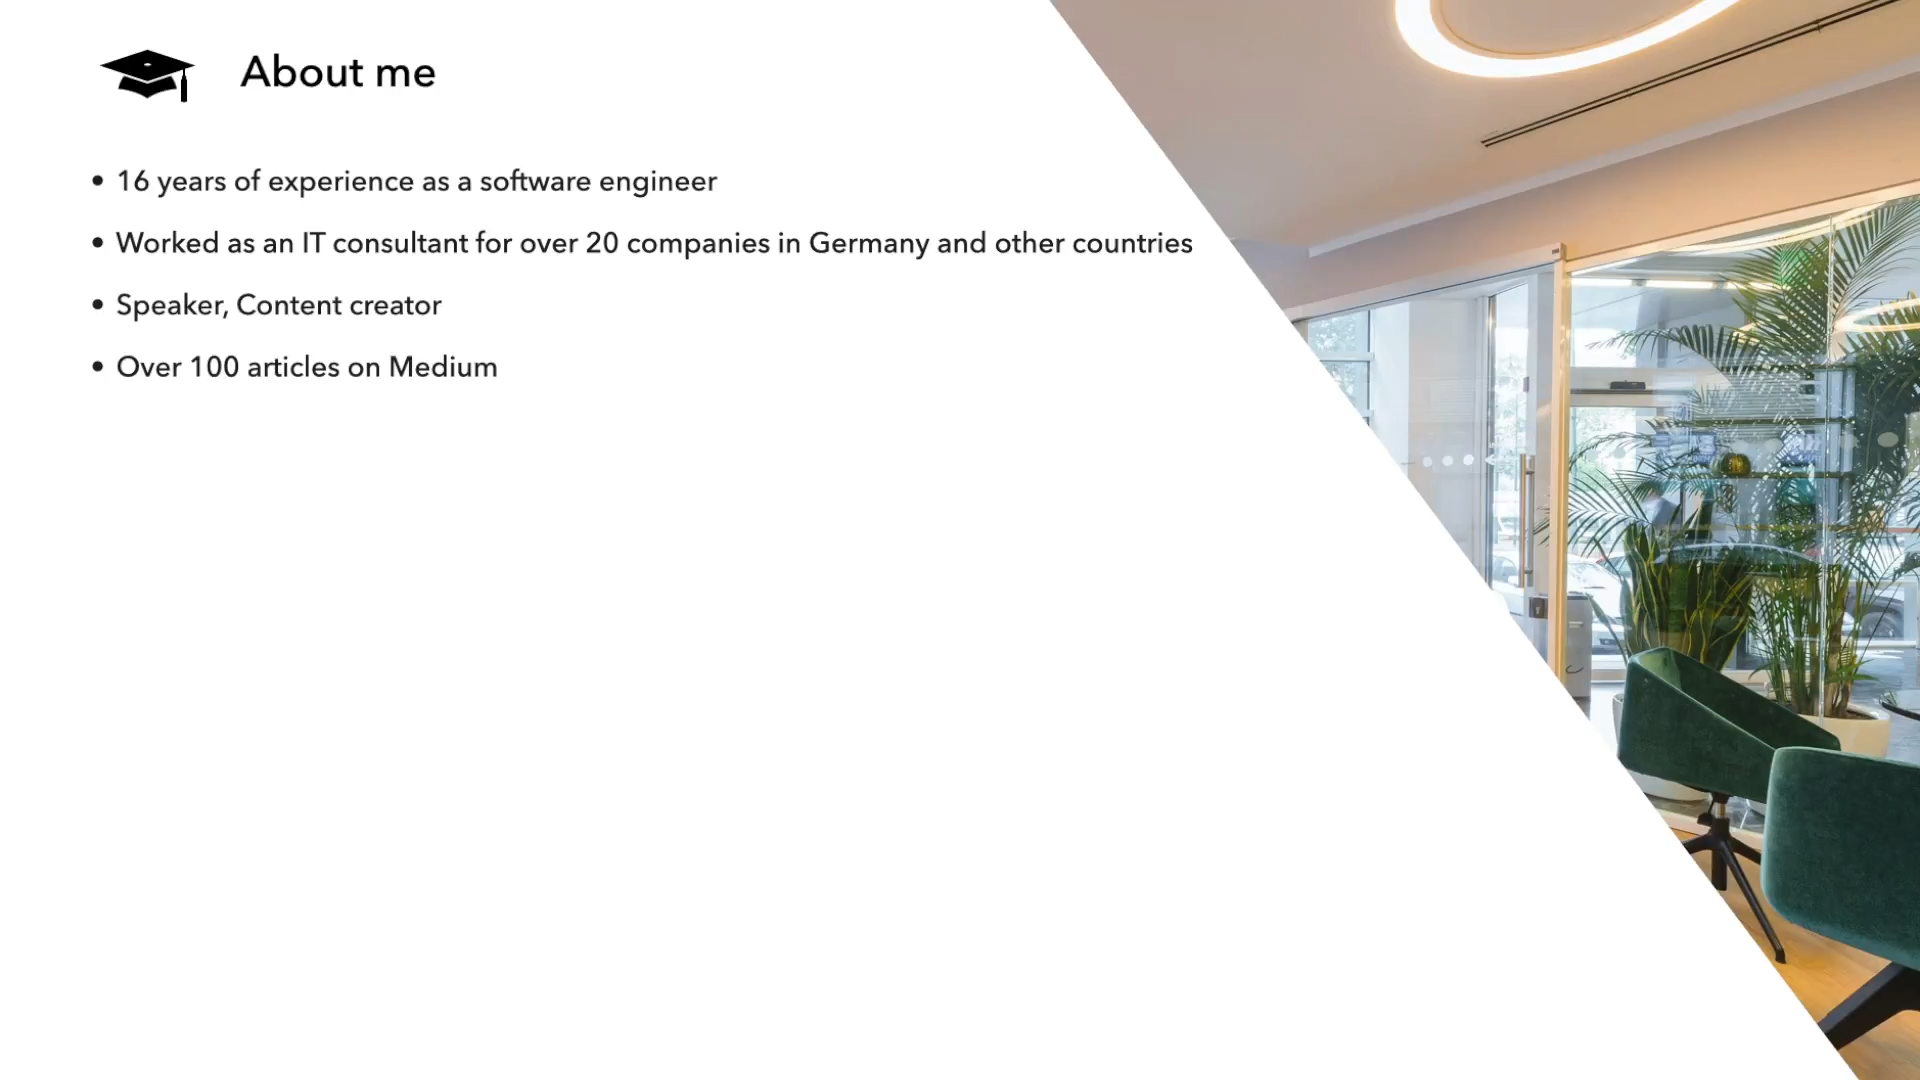 About me
• 16 years of experience as a software engineer
• Worked as an IT consultant for over 20 companies in Germany and other countries
• Speaker, Content creator
• Over 100 articles on Medium